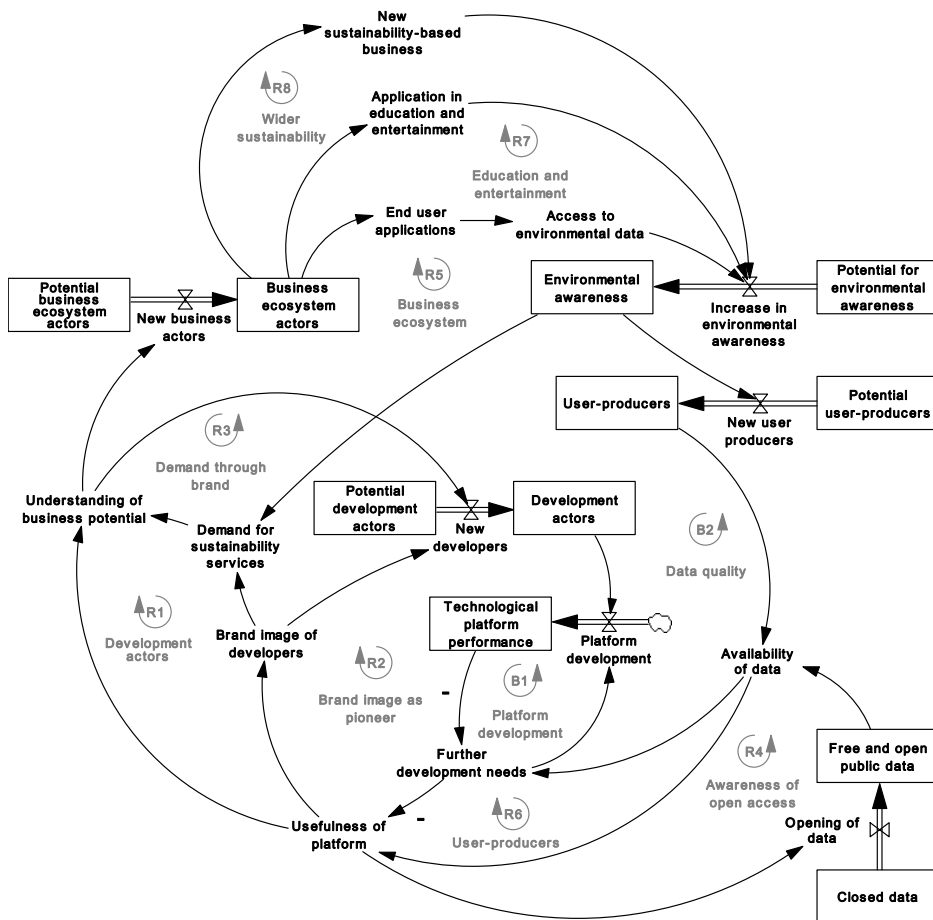 New
sustainability-based
business
R8
Wider
sustainability
Application in
education and
entertainment
R7
Education and
entertainment
End user
applications
Access to
environmental data
R5
Business
ecosystem
Potential
business
ecosystem actors
New business
actors
Business
ecosystem
actors
Environmental
awareness
Increase in
environmental
awareness
Potential for
environmental
awareness
User-producers
New user
producers
Potential
user-producers
R3
Demand through
brand
Understanding of
business potential
Demand for
sustainability
services
Potential
development
actors
New
developers
Development
actors
B2
Data quality
R1
Development
actors
Brand image of
developers
R2
Brand image as
pioneer
Technological
platform
performance
Platform
development
-
B1
Platform
development
Availability
of data
Further
development needs
R4
Awareness of
open access
Free and open
public data
Usefulness of
platform
-
R6
User-producers
Opening of
data
Closed data